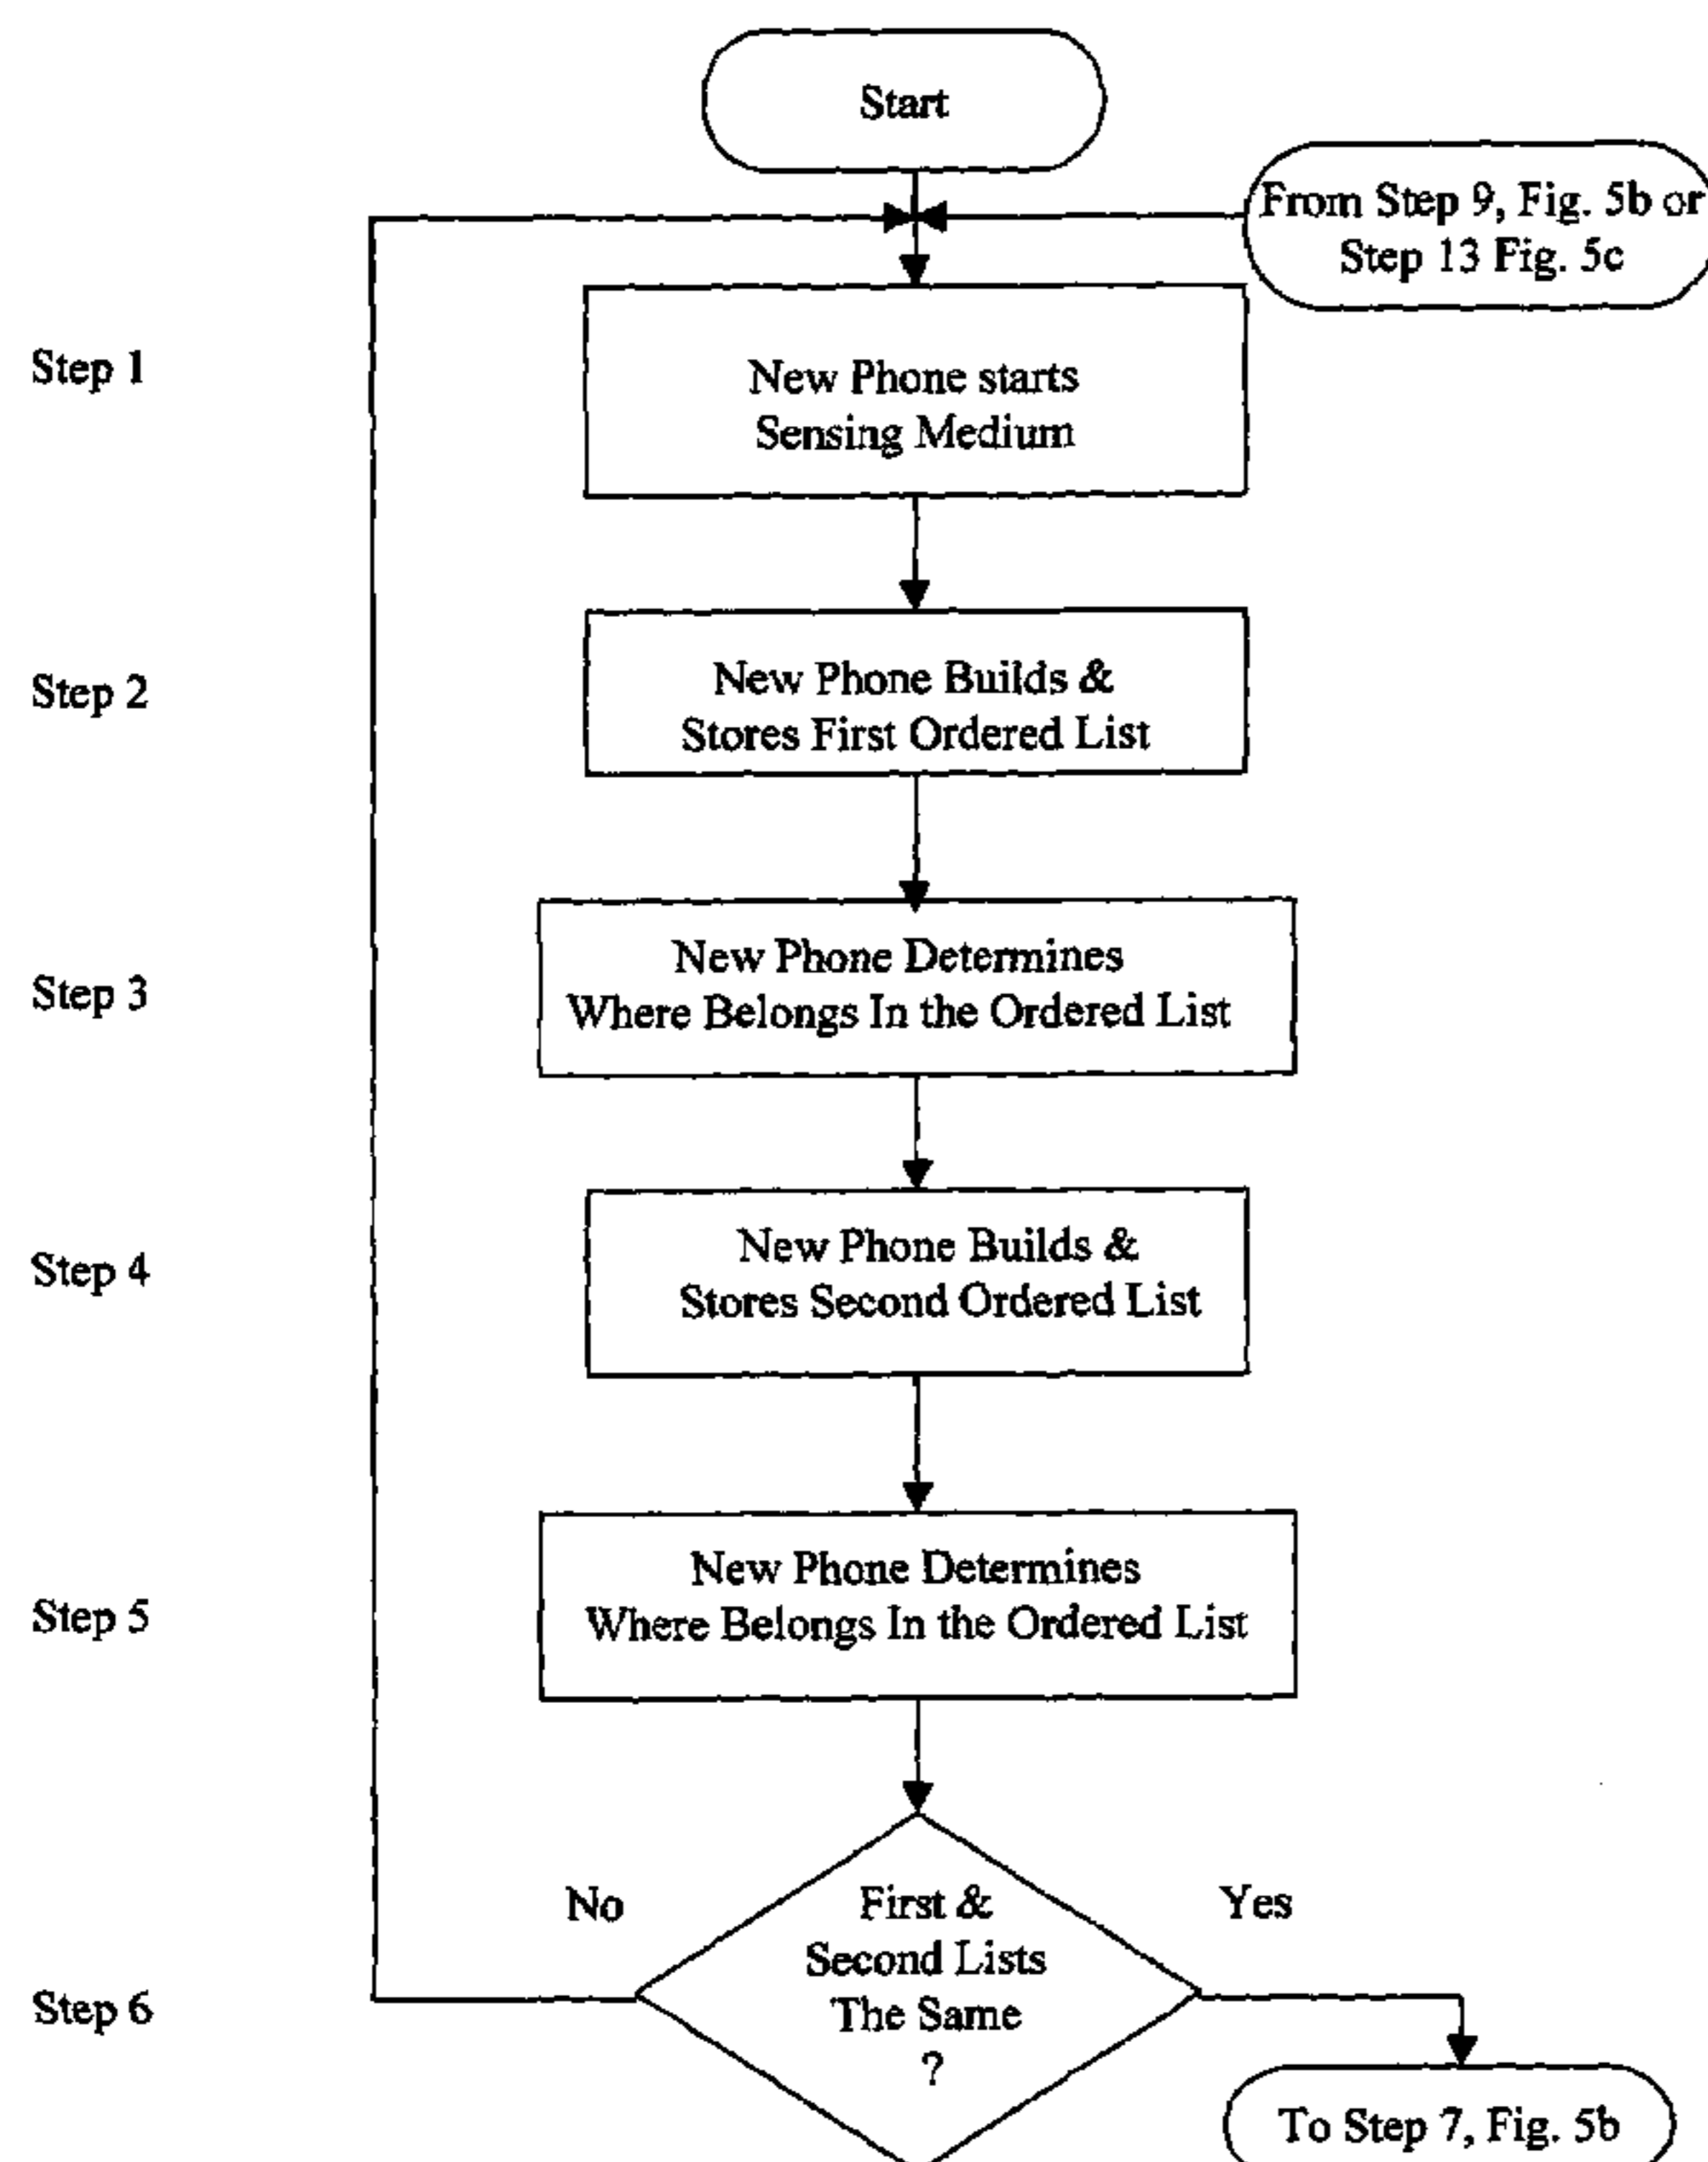 Start
From Step 9, Fig. 5b or
Step 13 Fig. 5c
Step 1
New Phone starts
Sensing Medium
Step 2
New Phone Builds &
Stores First Ordered List
Step 3
New Phone Determines
Where Belongs In the Ordered List
Step 4
New Phone Builds &
Stores Second Ordered List
Step 5
New Phone Determines
Where Belongs In the Ordered List
No
First &
Second Lists
The Same
?
Yes
Step 6
To Step 7, Fig. 5b